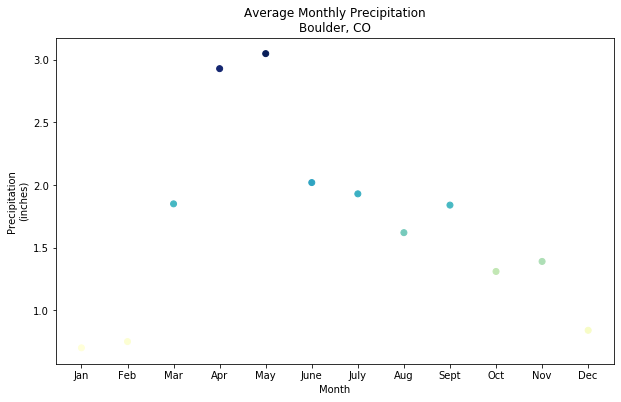 Average Monthly Precipitation
Boulder, CO
Precipitation
(inches)
3.0
2.5
2.0
1.5
1.0
Jan Feb Mar Apr May June July Aug Sept Oct Nov Dec
Month